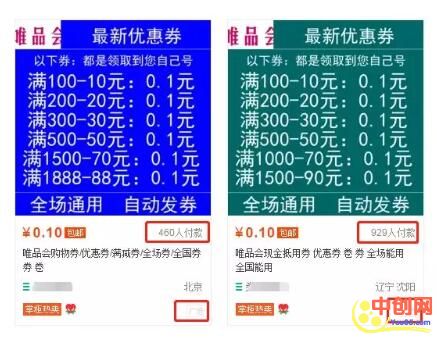 唯品会 最新优惠券
以下券：都是领取到您自己号
满100-10元：0.1元
满200-20元：0.1元
满300-30元：0.1元
满500-50元：0.1元
满1500-70元：0.1元
满1888-88元：0.1元
全场通用 自动发券
¥0.10 包邮 460人付款
唯品会购物券/优惠券/满减券/全场券/全国券
券 卷
北京
掌柜热卖
广告
唯品会 最新优惠券
以下券：都是领取到您自己号
满100-10元：0.1元
满200-20元：0.1元
满300-30元：0.1元
满500-50元：0.1元
满1000-70元：0.1元
满1500-90元：0.1元
全场通用 自动发券
¥0.10 包邮 929人付款
唯品会现金抵用券 优惠券 卷 券 全场能用
全国能用
辽宁 沈阳
掌柜热卖
中创网